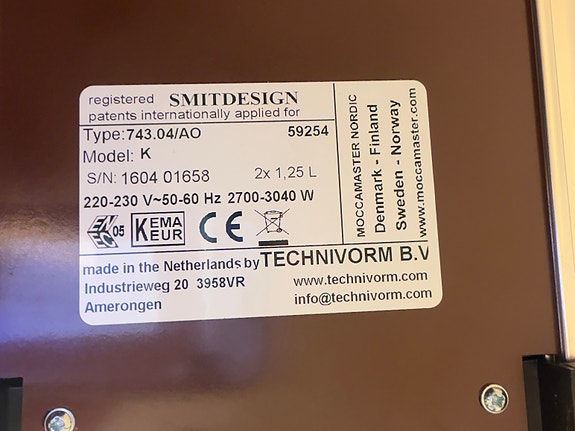 registered SMITDESIGN
patents internationally applied for
Type:743.04/AO 59254
Model: K
S/N: 1604 01658 2x 1,25 L
220-230 V~50-60 Hz 2700-3040 W
05 KEMA
EUR CE
MOCCAMASTER NORDIC
Denmark - Finland
Sweden - Norway
www.moccamaster.com
made in the Netherlands by TECHNIVORM B.V
Industrieweg 20 3958VR www.technivorm.com
Amerongen info@technivorm.com